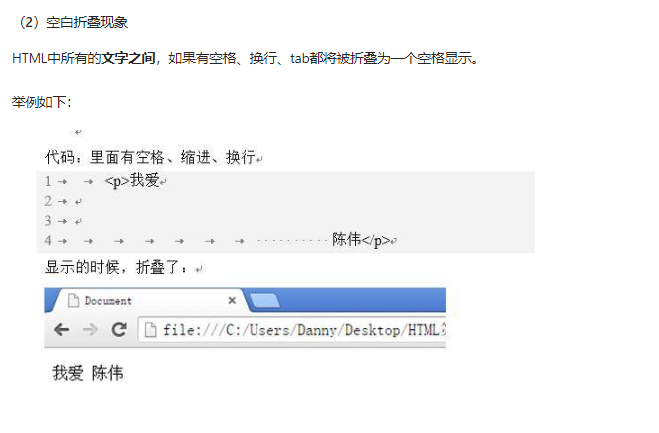 （2）空白折叠现象
HTML中所有的文字之间，如果有空格、换行、tab都将被折叠为一个空格显示。
举例如下：
代码：里面有空格、缩进、换行
1 <p>我爱
2
3
4 陈伟</p>
显示的时候，折叠了：
Document
file:///C:/Users/Danny/Desktop/HTML
我爱 陈伟